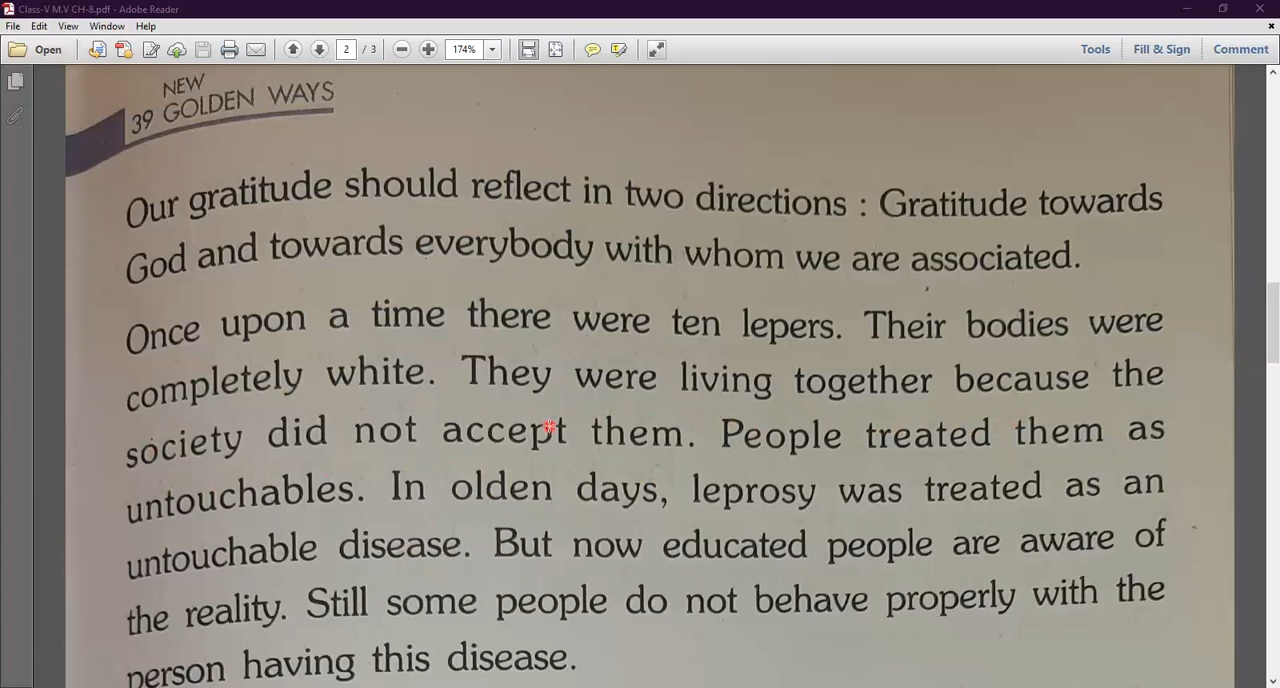 Class-V M.V CH-8.pdf - Adobe Reader
File Edit View Window Help
Open 2 / 3 174% Tools Fill & Sign Comment
NEW
39 GOLDEN WAYS
Our gratitude should reflect in two directions : Gratitude towards
God and towards everybody with whom we are associated.
Once upon a time there were ten lepers. Their bodies were
completely white. They were living together because the
society did not accept them. People treated them as
untouchables. In olden days, leprosy was treated as an
untouchable disease. But now educated people are aware of
the reality. Still some people do not behave properly with the
person having this disease.